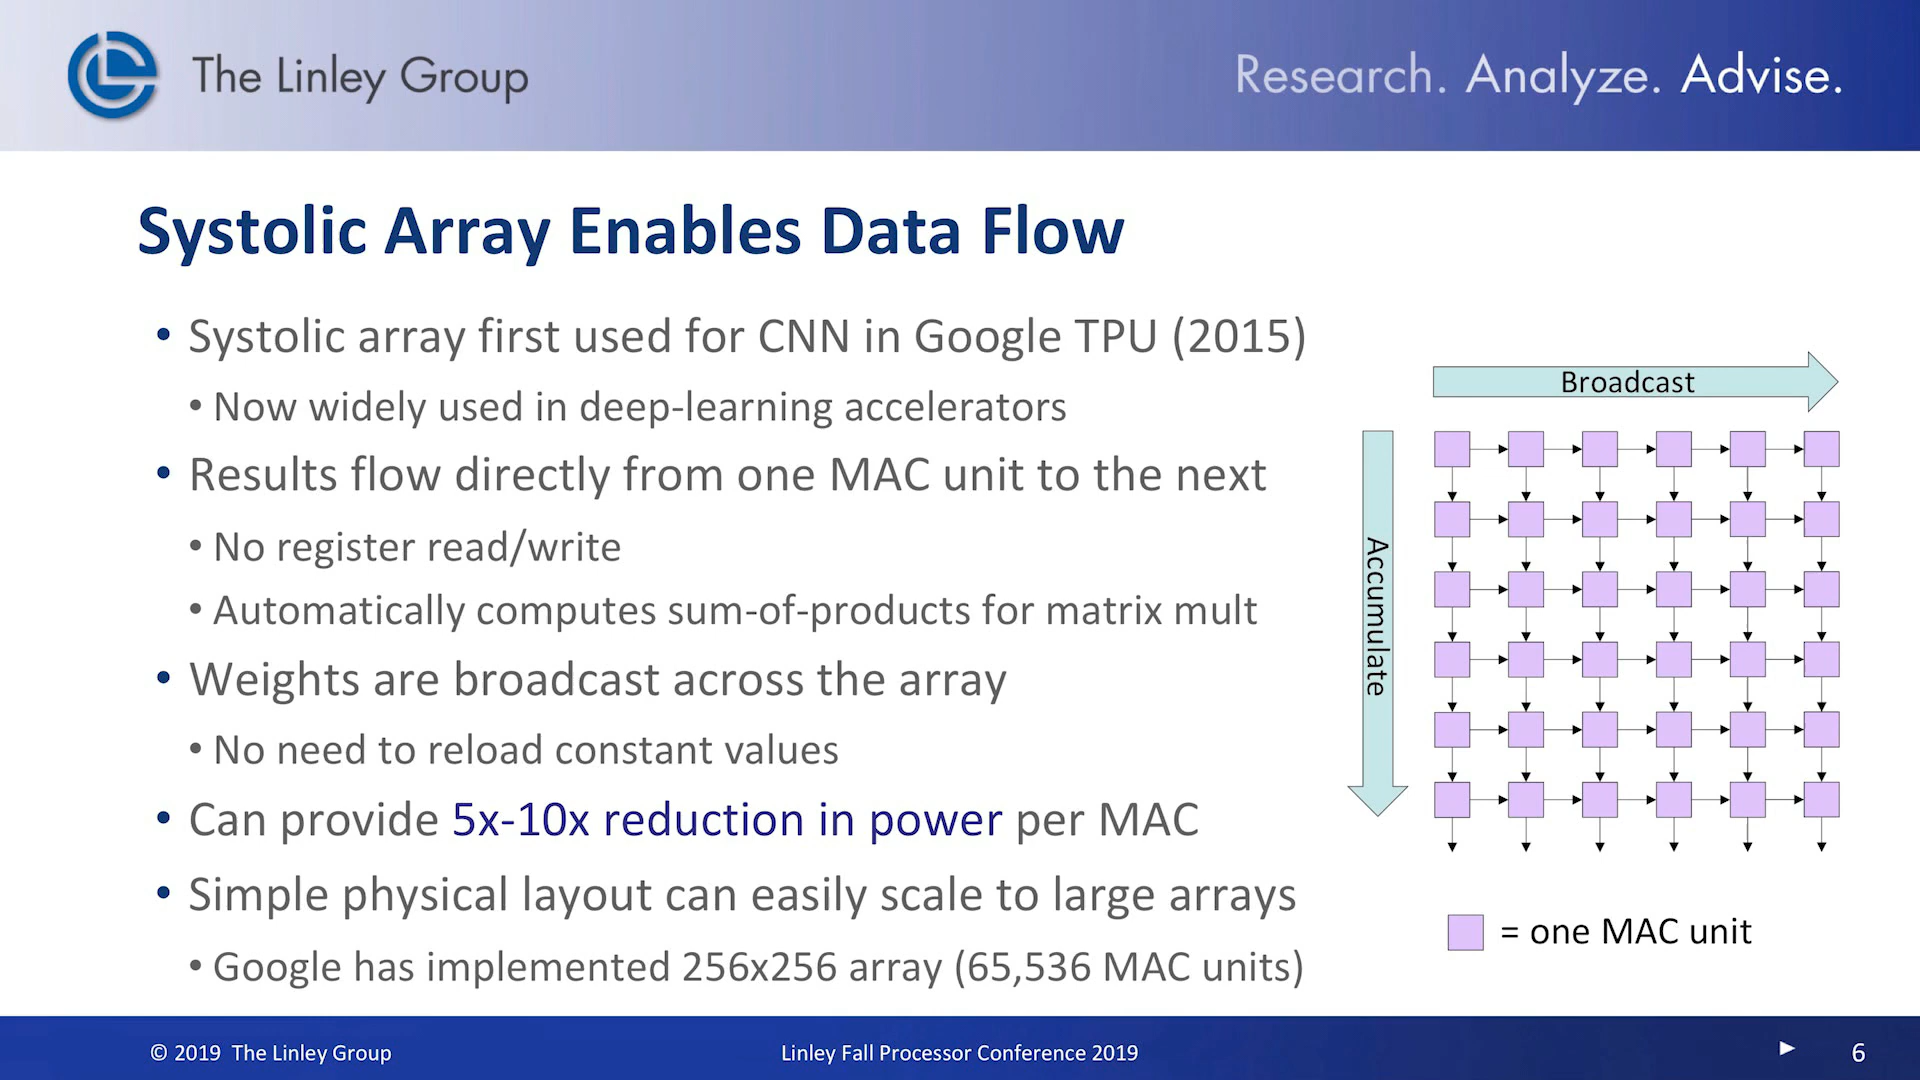 The Linley Group
Research. Analyze. Advise.
Systolic Array Enables Data Flow
• Systolic array first used for CNN in Google TPU (2015)
• Now widely used in deep-learning accelerators
• Results flow directly from one MAC unit to the next
• No register read/write
• Automatically computes sum-of-products for matrix mult
• Weights are broadcast across the array
• No need to reload constant values
• Can provide 5x-10x reduction in power per MAC
• Simple physical layout can easily scale to large arrays
• Google has implemented 256x256 array (65,536 MAC units)
Broadcast
Accumulate
= one MAC unit
© 2019 The Linley Group
Linley Fall Processor Conference 2019
6